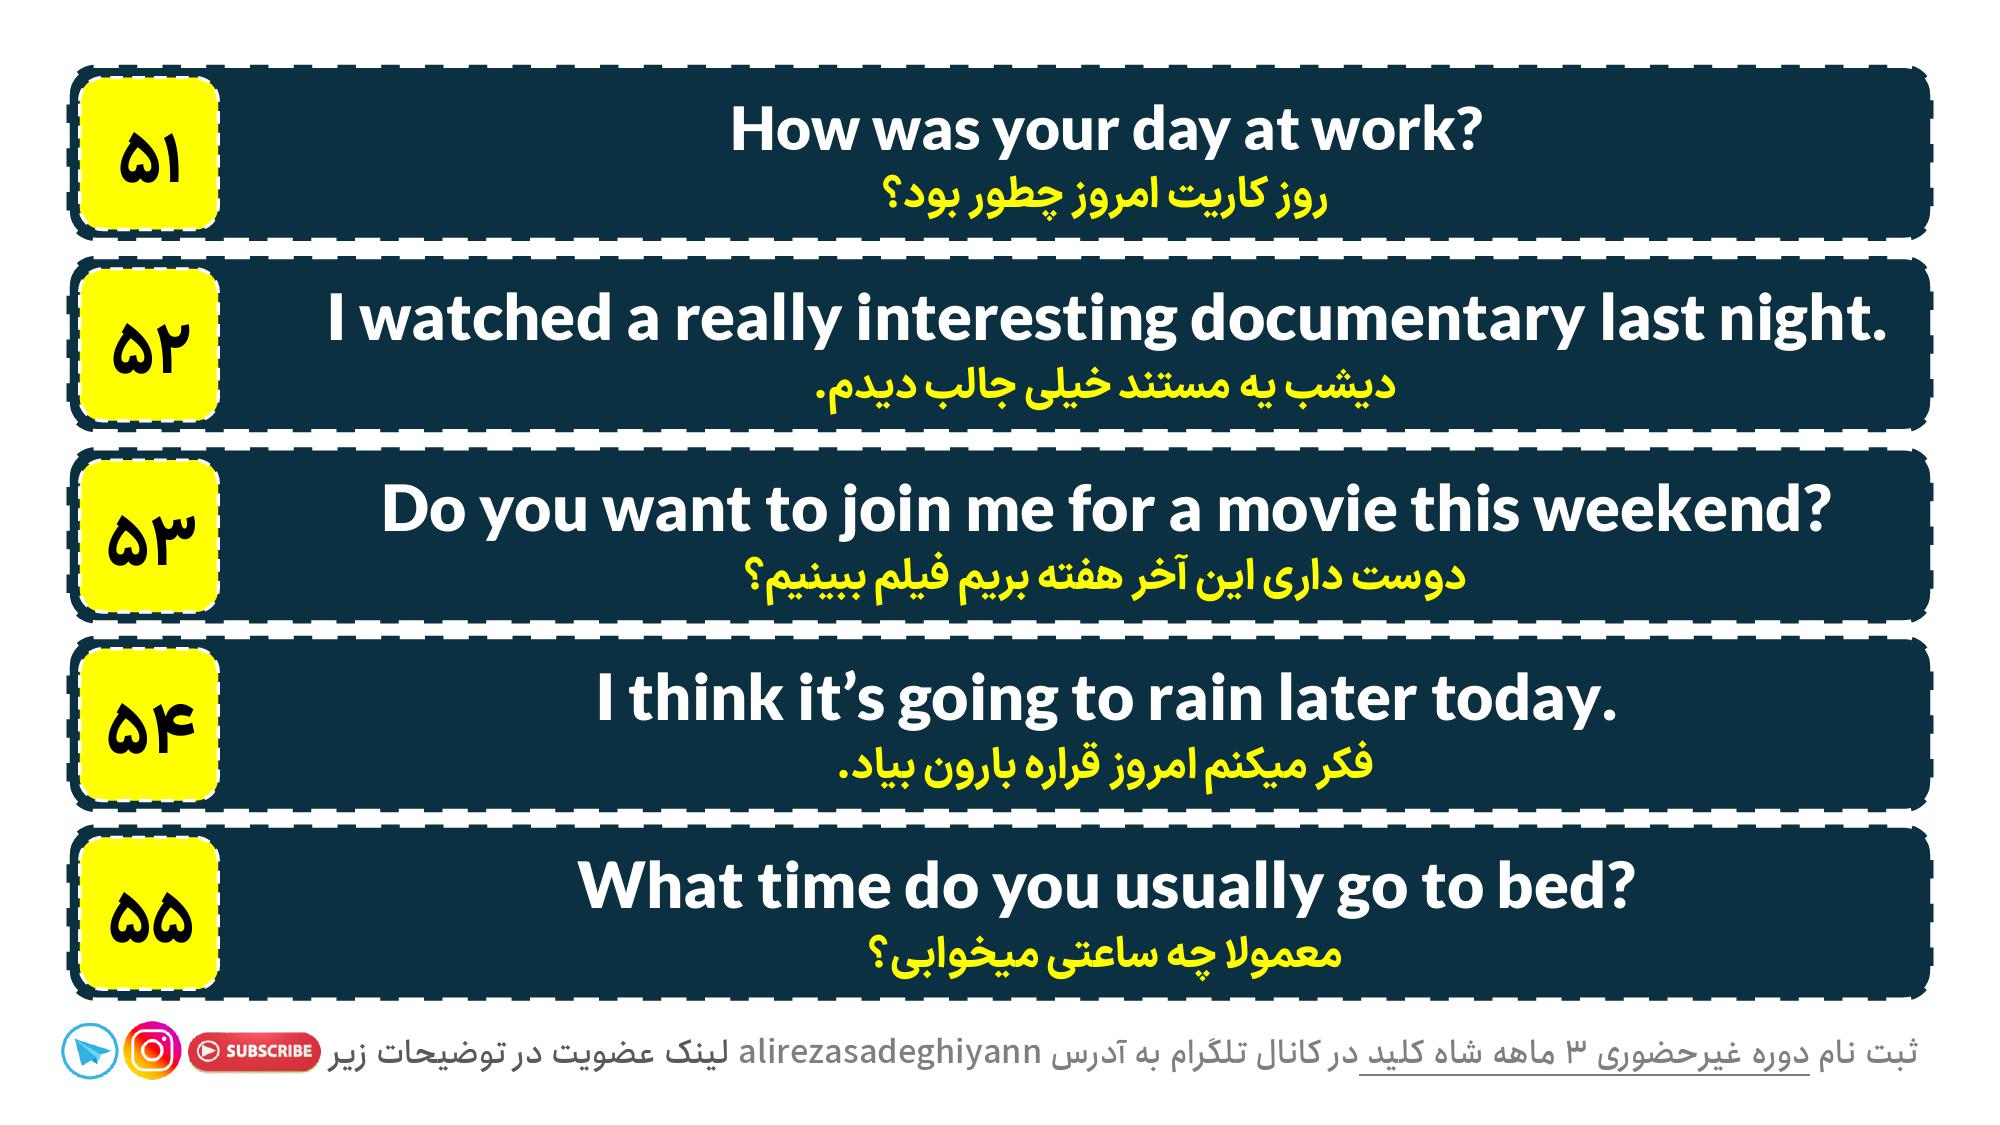 ۵۱
How was your day at work?
روز کاریت امروز چطور بود؟
۵۲
I watched a really interesting documentary last night.
دیشب یه مستند خیلی جالب دیدم.
۵۳
Do you want to join me for a movie this weekend?
دوست داری این آخر هفته بریم فیلم ببینیم؟
۵۴
I think it’s going to rain later today.
فکر میکنم امروز قراره بارون بیاد.
۵۵
What time do you usually go to bed?
معمولا چه ساعتی میخوابی؟
ثبت نام دوره غیرحضوری ۳ ماهه شاه کلید در کانال تلگرام به آدرس alirezasadeghiyann لینک عضویت در توضیحات زیر SUBSCRIBE